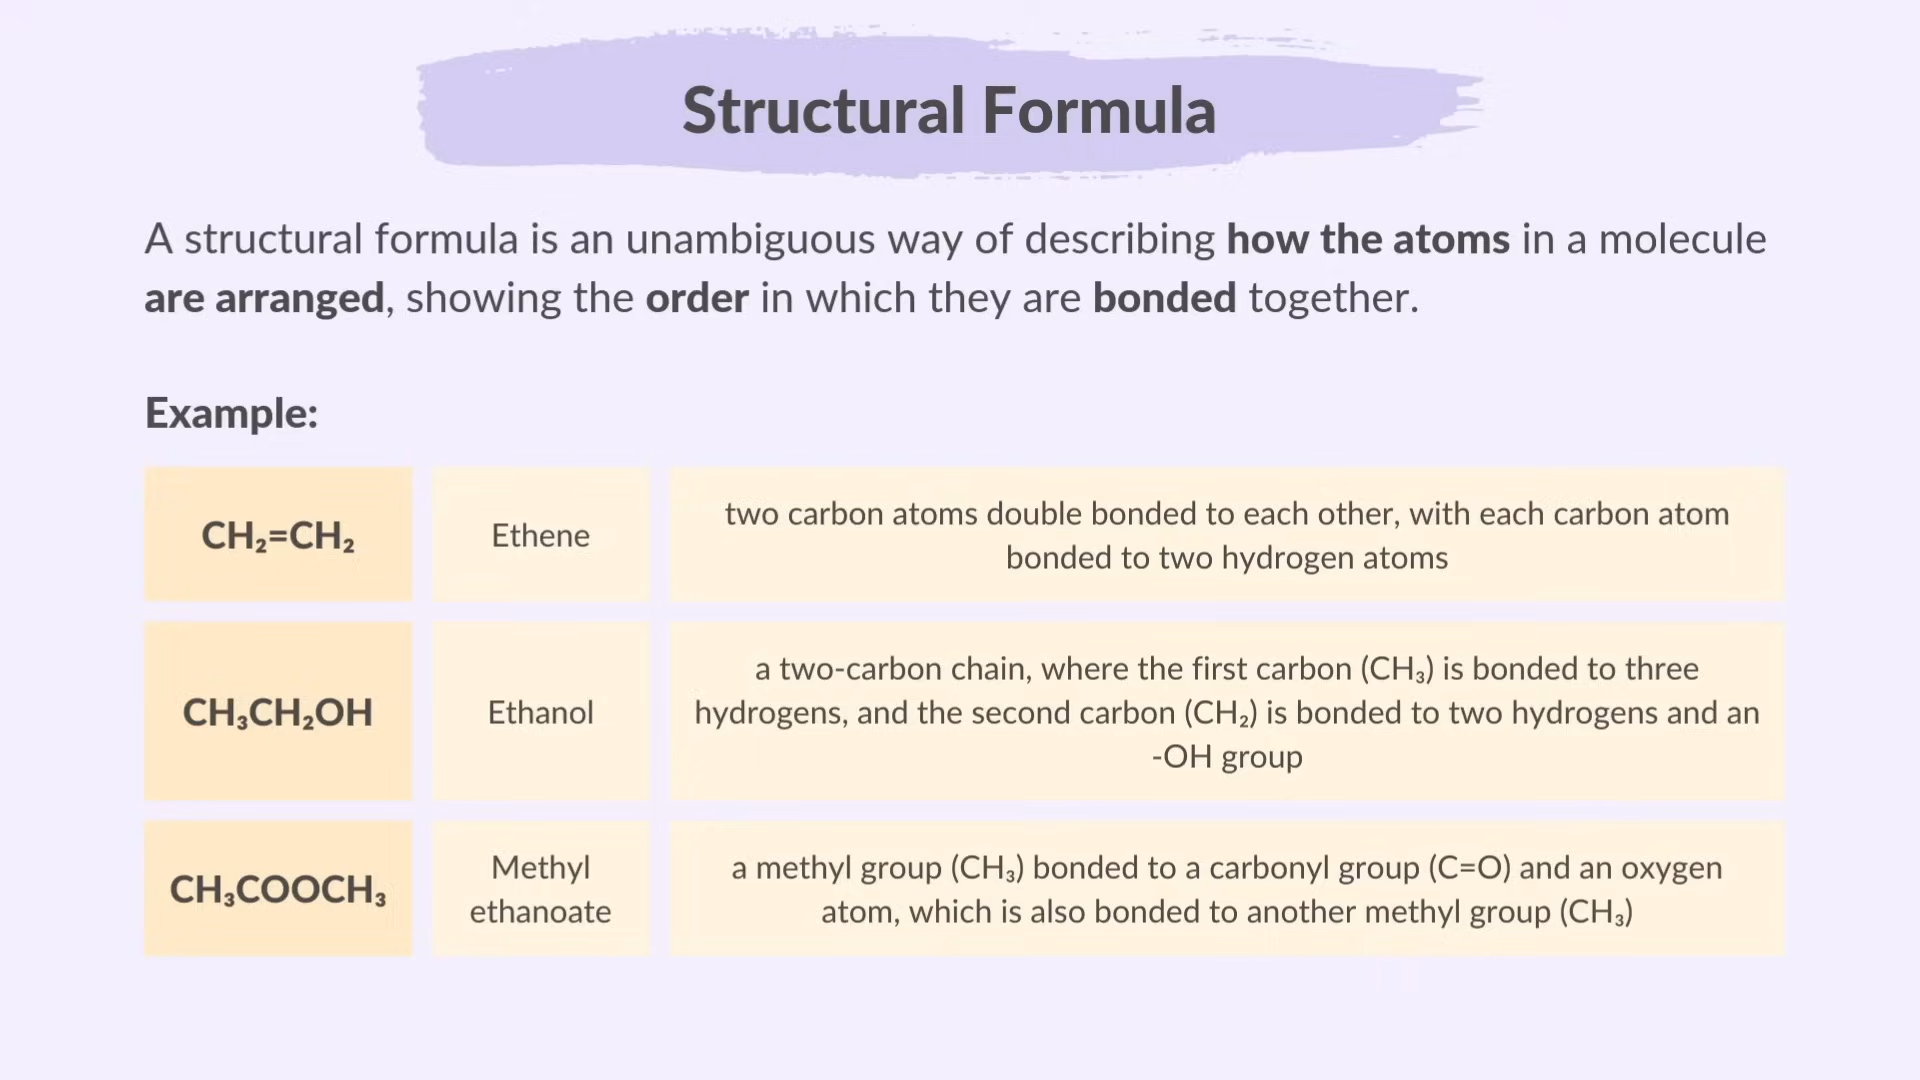 Structural Formula
A structural formula is an unambiguous way of describing how the atoms in a molecule
are arranged, showing the order in which they are bonded together.
Example:
CH₂=CH₂
Ethene
two carbon atoms double bonded to each other, with each carbon atom
bonded to two hydrogen atoms
CH₃CH₂OH
Ethanol
a two-carbon chain, where the first carbon (CH₃) is bonded to three
hydrogens, and the second carbon (CH₂) is bonded to two hydrogens and an
-OH group
CH₃COOCH₃
Methyl
ethanoate
a methyl group (CH₃) bonded to a carbonyl group (C=O) and an oxygen
atom, which is also bonded to another methyl group (CH₃)